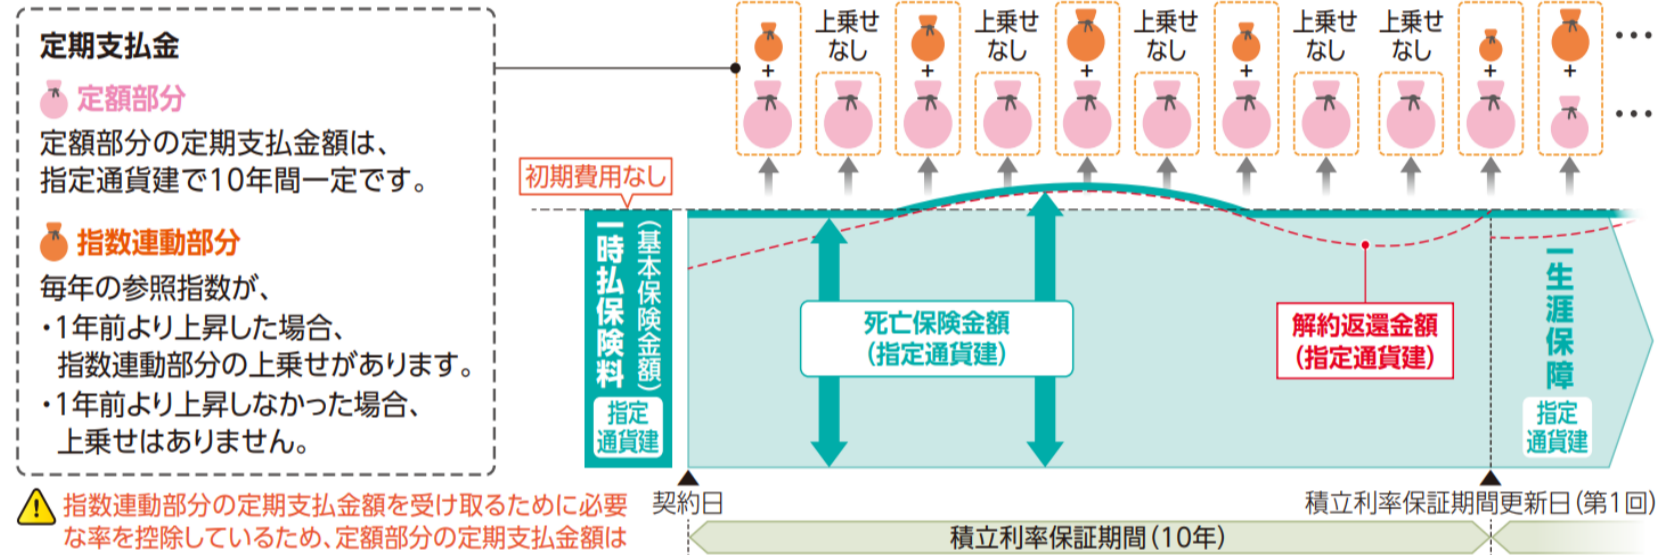 定期支払金
定額部分
定額部分の定期支払金額は、
指定通貨建で10年間一定です。
指数連動部分
毎年の参照指数が、
・1年前より上昇した場合、
指数連動部分の上乗せがあります。
・1年前より上昇しなかった場合、
上乗せはありません。
指数連動部分の定期支払金額を受け取るために必要
な率を控除しているため、定額部分の定期支払金額は
+
上乗せ
なし
+
上乗せ
なし
+
上乗せ
なし
+
上乗せ
なし
上乗せ
なし
+
+
•••
•••
初期費用なし
一時払保険料
(基本保険金額)
指定
通貨建
死亡保険金額
(指定通貨建)
解約返還金額
(指定通貨建)
一生涯保障
指定
通貨建
契約日
積立利率保証期間更新日(第1回)
積立利率保証期間(10年)